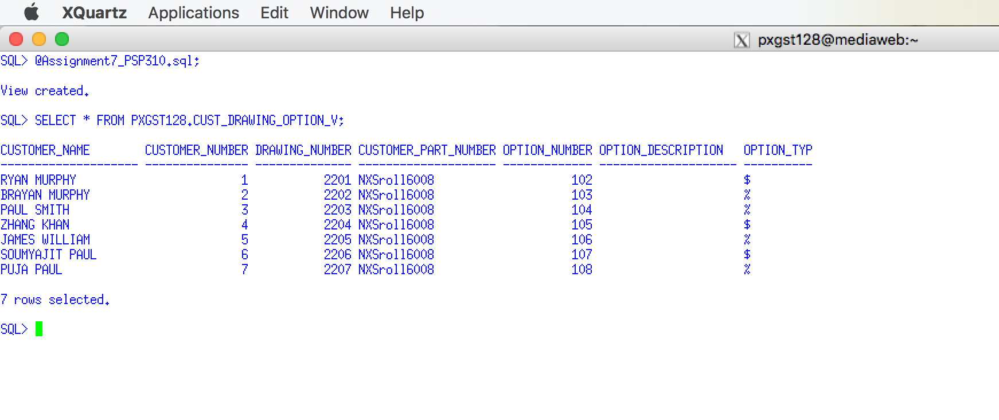 XQuartz Applications Edit Window Help
X pxgst128@mediaweb:~
SQL> @Assignment7_PSP310.sql;
View created.
SQL> SELECT * FROM PXGST128.CUST_DRAWING_OPTION_V;
CUSTOMER_NAME        CUSTOMER_NUMBER DRAWING_NUMBER CUSTOMER_PART_NUMBER OPTION_NUMBER OPTION_DESCRIPTION   OPTION_TYP
-------------------- --------------- -------------- -------------------- ------------- -------------------- ----------
RYAN MURPHY                        1           2201 NXSroll6008                    102                      $
BRAYAN MURPHY                      2           2202 NXSroll6008                    103                      %
PAUL SMITH                         3           2203 NXSroll6008                    104                      %
ZHANG KHAN                         4           2204 NXSroll6008                    105                      $
JAMES WILLIAM                      5           2205 NXSroll6008                    106                      %
SOUMYAJIT PAUL                     6           2206 NXSroll6008                    107                      $
PUJA PAUL                          7           2207 NXSroll6008                    108                      %
7 rows selected.
SQL>